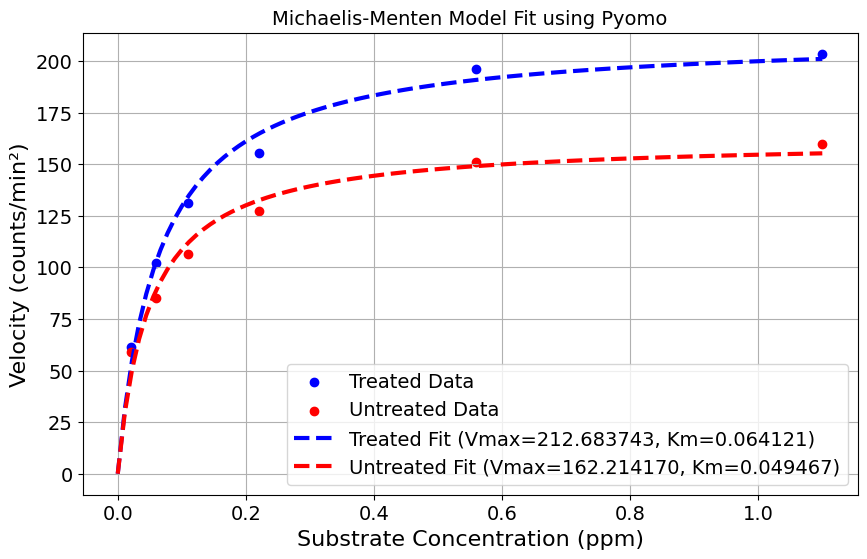 Michaelis-Menten Model Fit using Pyomo
Velocity (counts/min²)
200
175
150
125
100
75
50
25
0
Treated Data
Untreated Data
Treated Fit (Vmax=212.683743, Km=0.064121)
Untreated Fit (Vmax=162.214170, Km=0.049467)
0.0 0.2 0.4 0.6 0.8 1.0
Substrate Concentration (ppm)